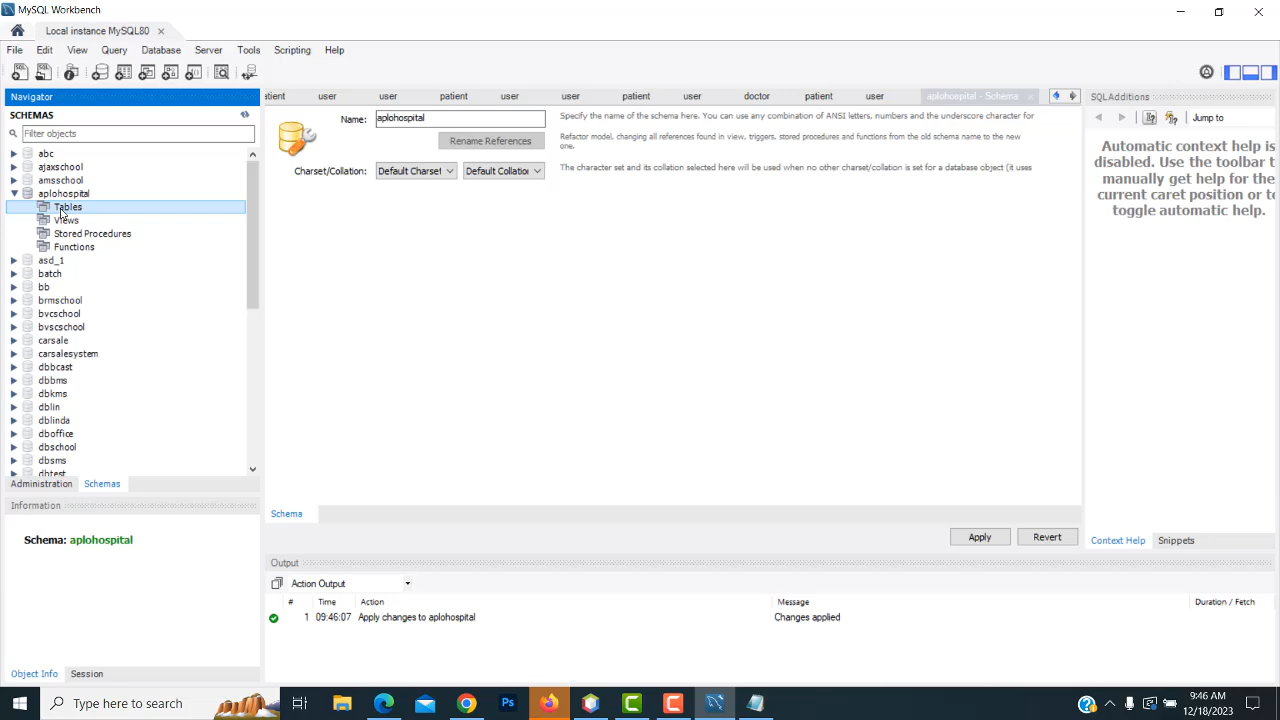 MySQL Workbench
Local instance MySQL80
File Edit View Query Database Server Tools Scripting Help
Navigator
SCHEMAS
Filter objects
abc
ajaxschool
amsschool
aplohospital
Tables
Views
Stored Procedures
Functions
asd_1
batch
bb
brmschool
bvcschool
bvscschool
carsale
carsalesystem
dbbcast
dbbms
dbkms
dblin
dblinda
dboffice
dbschool
dbsms
dbtest
Administration Schemas
Information
Schema: aplohospital
Object Info Session
atient user user patient user user patient user doctor patient user aplohospital - Schema
Name: aplohospital
Specify the name of the schema here. You can use any combination of ANSI letters, numbers and the underscore character for
Rename References
Refactor model, changing all references found in view, triggers, stored procedures and functions from the old schema name to the new
one.
Charset/Collation: Default Charset Default Collation
The character set and its collation selected here will be used when no other charset/collation is set for a database object (it uses
Schema
Apply Revert
SQLAdditions
Jump to
Automatic context help is
disabled. Use the toolbar t
manually get help for the
current caret position or to
toggle automatic help.
Context Help Snippets
Output
Action Output
# Time Action Message Duration / Fetch
1 09:46:07 Apply changes to aplohospital Changes applied
Type here to search
Ps
9:46 AM
12/18/2023